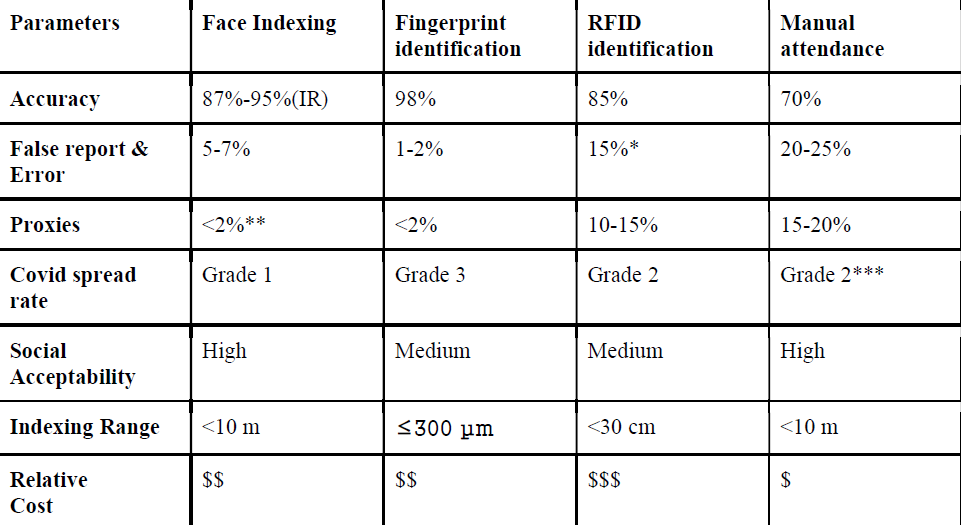 Parameters Face Indexing Fingerprint identification RFID identification Manual attendance
Accuracy 87%-95%(IR) 98% 85% 70%
False report & Error 5-7% 1-2% 15%* 20-25%
Proxies <2%** <2% 10-15% 15-20%
Covid spread rate Grade 1 Grade 3 Grade 2 Grade 2***
Social Acceptability High Medium Medium High
Indexing Range <10 m ≤300 µm <30 cm <10 m
Relative Cost $$ $$ $$$ $